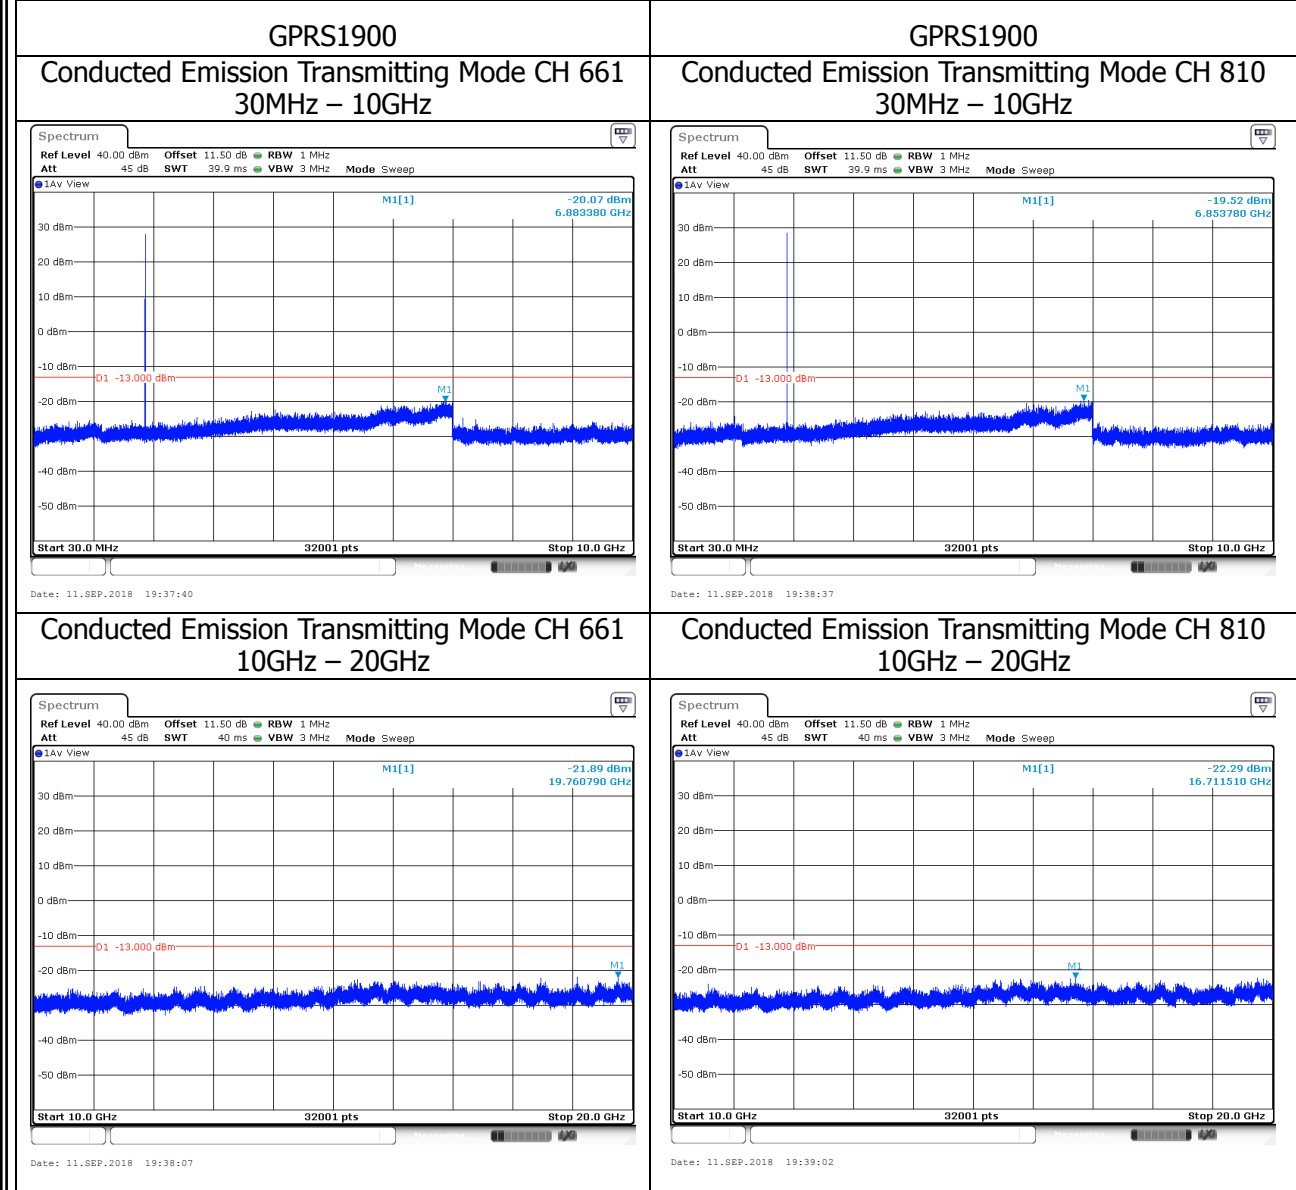 GPRS1900
GPRS1900
Conducted Emission Transmitting Mode CH 661
30MHz – 10GHz
Conducted Emission Transmitting Mode CH 810
30MHz – 10GHz
Spectrum
Ref Level 40.00 dBm Offset 11.50 dB RBW 1 MHz
Att 45 dB SWT 39.9 ms VBW 3 MHz Mode Sweep
1Av View
M1[1] -20.07 dBm
6.883380 GHz
30 dBm
20 dBm
10 dBm
0 dBm
-10 dBm
D1 -13.000 dBm
M1
-20 dBm
-40 dBm
-50 dBm
Start 30.0 MHz 32001 pts Stop 10.0 GHz
Measuring
Date: 11.SEP.2018 19:37:40
Spectrum
Ref Level 40.00 dBm Offset 11.50 dB RBW 1 MHz
Att 45 dB SWT 39.9 ms VBW 3 MHz Mode Sweep
1Av View
M1[1] -19.52 dBm
6.853780 GHz
30 dBm
20 dBm
10 dBm
0 dBm
-10 dBm
D1 -13.000 dBm
M1
-20 dBm
-40 dBm
-50 dBm
Start 30.0 MHz 32001 pts Stop 10.0 GHz
Measuring
Date: 11.SEP.2018 19:38:37
Conducted Emission Transmitting Mode CH 661
10GHz – 20GHz
Conducted Emission Transmitting Mode CH 810
10GHz – 20GHz
Spectrum
Ref Level 40.00 dBm Offset 11.50 dB RBW 1 MHz
Att 45 dB SWT 40 ms VBW 3 MHz Mode Sweep
1Av View
M1[1] -21.89 dBm
19.760790 GHz
30 dBm
20 dBm
10 dBm
0 dBm
-10 dBm
D1 -13.000 dBm
M1
-20 dBm
-40 dBm
-50 dBm
Start 10.0 GHz 32001 pts Stop 20.0 GHz
Measuring
Date: 11.SEP.2018 19:38:07
Spectrum
Ref Level 40.00 dBm Offset 11.50 dB RBW 1 MHz
Att 45 dB SWT 40 ms VBW 3 MHz Mode Sweep
1Av View
M1[1] -22.29 dBm
16.711510 GHz
30 dBm
20 dBm
10 dBm
0 dBm
-10 dBm
D1 -13.000 dBm
M1
-20 dBm
-40 dBm
-50 dBm
Start 10.0 GHz 32001 pts Stop 20.0 GHz
Measuring
Date: 11.SEP.2018 19:39:02